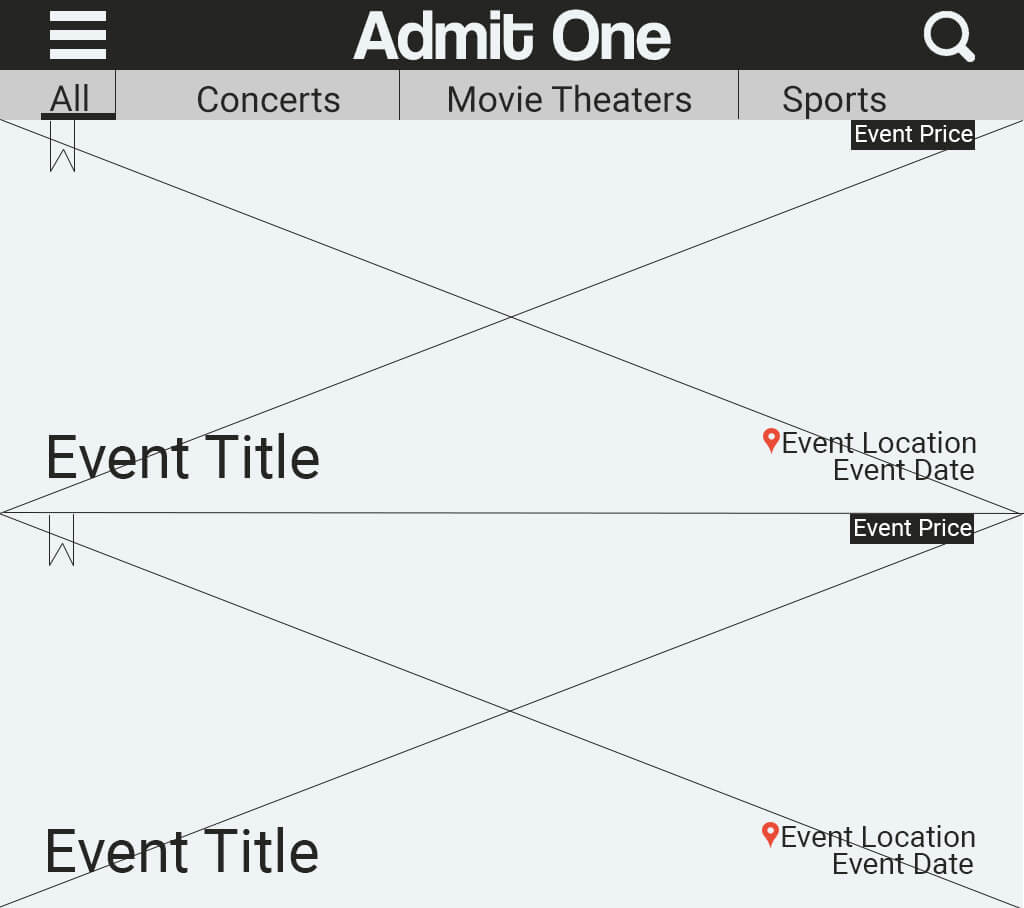 Admit One
All Concerts Movie Theaters Sports
Event Price
Event Title
Event Location
Event Date
Event Price
Event Title
Event Location
Event Date